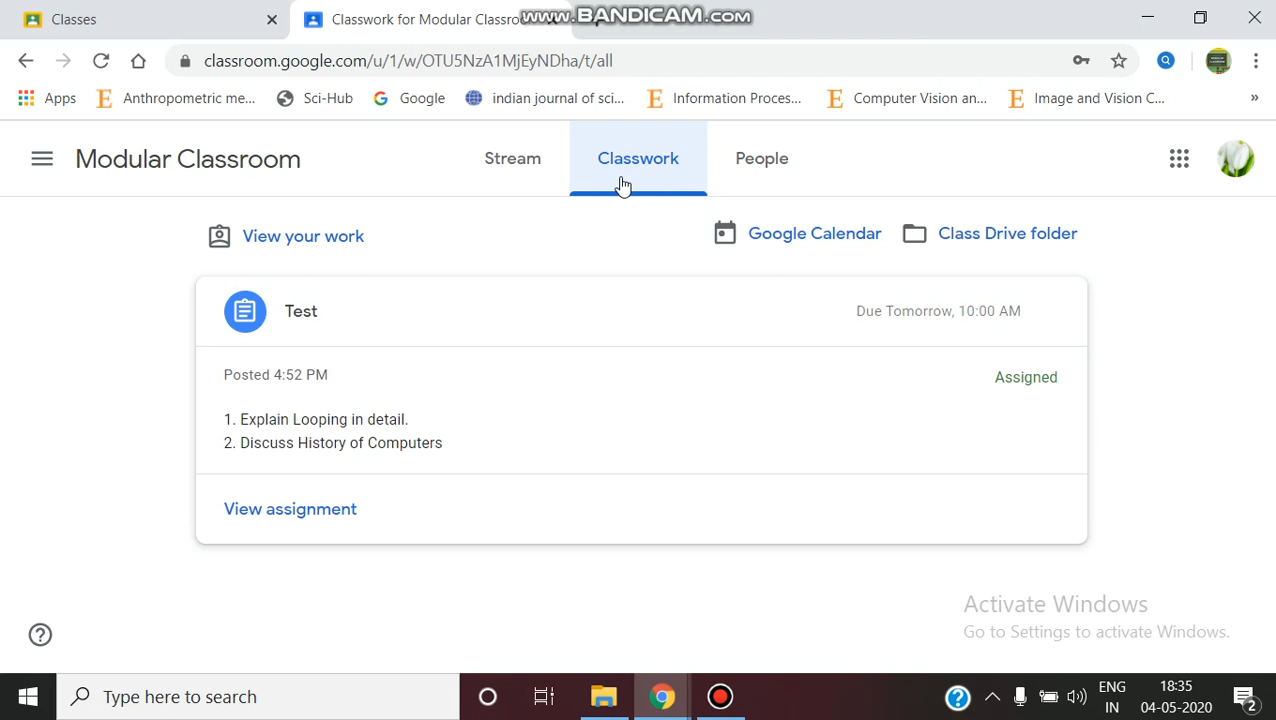 Classes
Classwork for Modular Classroo
WWW.BANDICAM.COM
classroom.google.com/u/1/w/OTU5NzA1MjEyNDha/t/all
Apps
Anthropometric me...
Sci-Hub
Google
indian journal of sci...
Information Proces...
Computer Vision an...
Image and Vision C...
»
Modular Classroom
Stream
Classwork
People
View your work
Google Calendar
Class Drive folder
Test
Due Tomorrow, 10:00 AM
Posted 4:52 PM
Assigned
1. Explain Looping in detail.
2. Discuss History of Computers
View assignment
Activate Windows
Go to Settings to activate Windows.
Type here to search
ENG
IN
18:35
04-05-2020
2